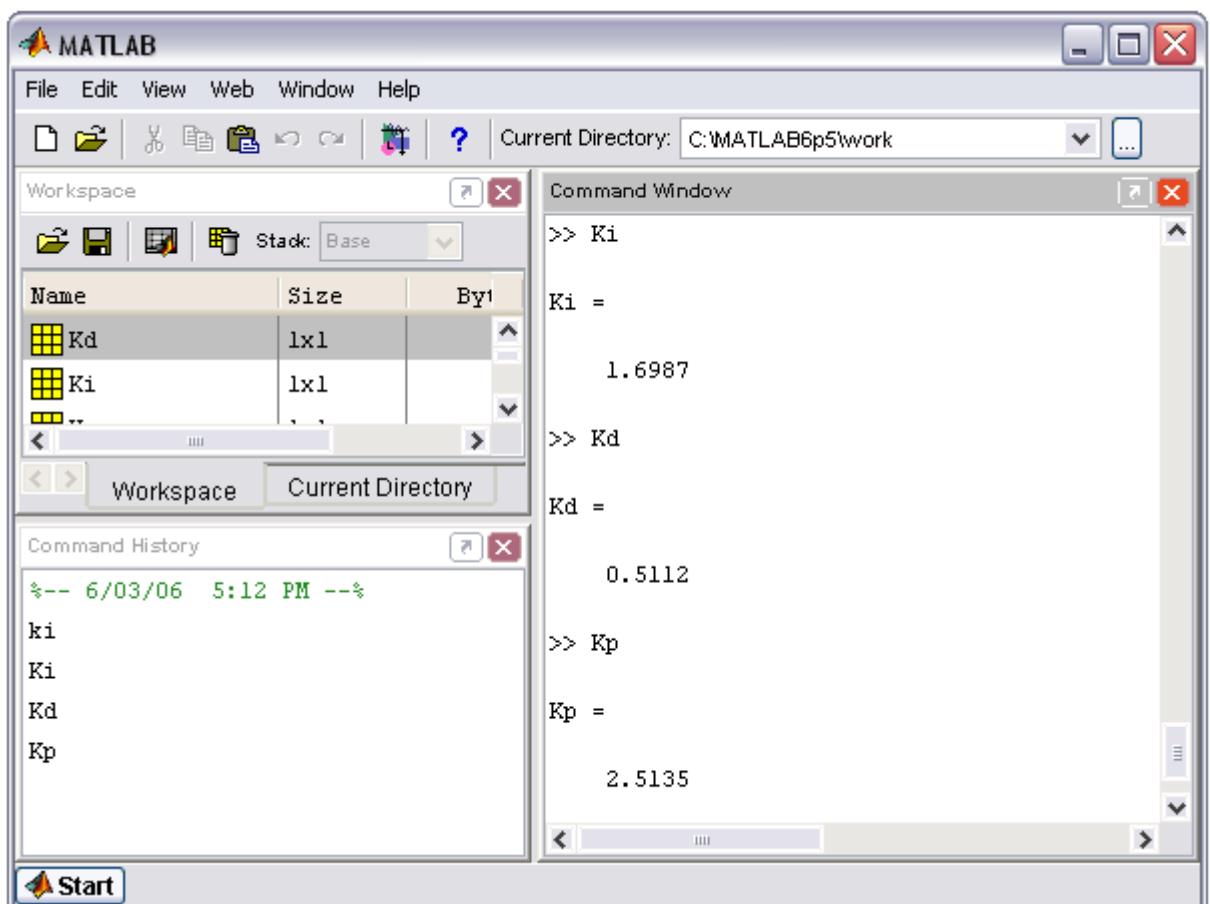 MATLAB
File Edit View Web Window Help
? Current Directory: C:\MATLAB6p5\work ...
Workspace
Stack: Base
Name Size Byt
Kd 1x1
Ki 1x1
Workspace Current Directory
Command History
%-- 6/03/06 5:12 PM --%
ki
Ki
Kd
Kp
Command Window
>> Ki
Ki =
1.6987
>> Kd
Kd =
0.5112
>> Kp
Kp =
2.5135
Start